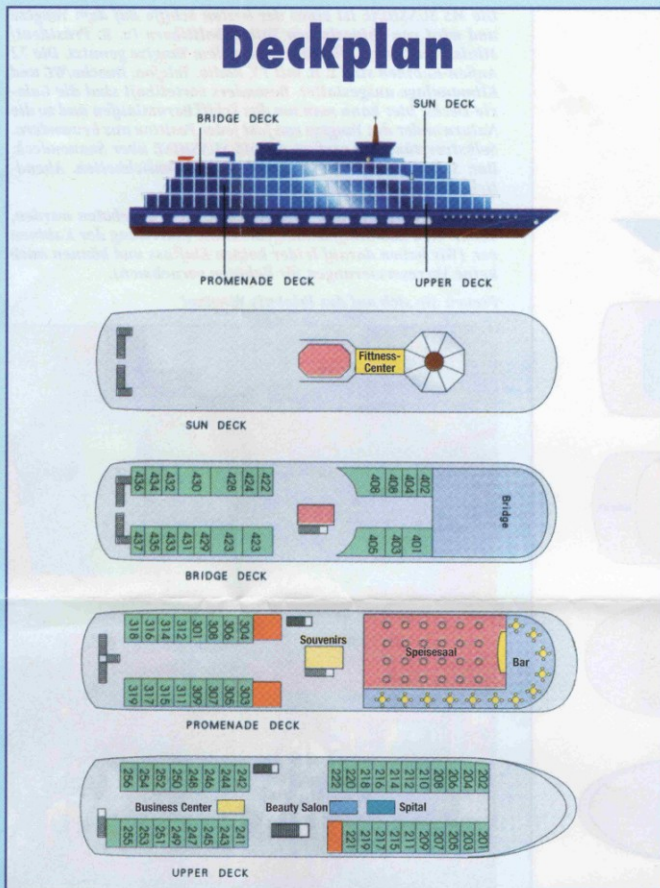 Deckplan
SUN DECK
BRIDGE DECK
PROMENADE DECK
UPPER DECK
Fittness-
Center
SUN DECK
436 434 432 430 428 424 422 408 406 404 402
Bridge
437 435 433 431 429 423 423 405 403 401
BRIDGE DECK
318 316 314 312 301 308 306 304
Souvenirs
Speisesaal
Bar
319 317 315 311 309 307 305 303
PROMENADE DECK
256 254 252 250 248 246 244 242 222 220 218 216 214 212 210 208 206 204 202
Business Center Beauty Salon Spital
255 253 251 249 247 245 243 241 221 219 217 215 211 209 207 205 203 201
UPPER DECK